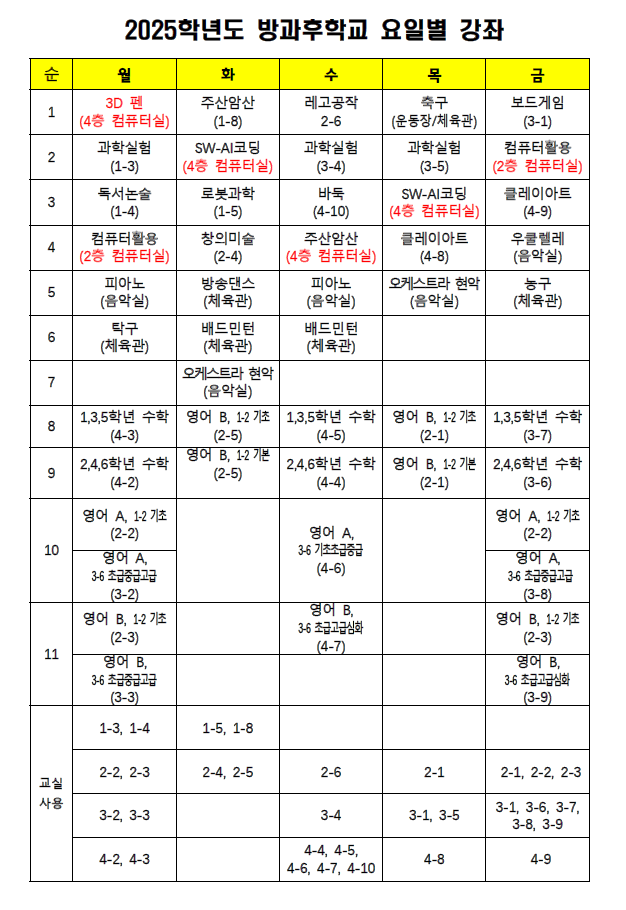 2025학년도 방과후학교 요일별 강좌
순 월 화 수 목 금
1
3D 펜
(4층 컴퓨터실)
주산암산
(1-8)
레고공작
2-6
축구
(운동장/체육관)
보드게임
(3-1)
2
과학실험
(1-3)
SW-AI코딩
(4층 컴퓨터실)
과학실험
(3-4)
과학실험
(3-5)
컴퓨터활용
(2층 컴퓨터실)
3
독서논술
(1-4)
로봇과학
(1-5)
바둑
(4-10)
SW-AI코딩
(4층 컴퓨터실)
클레이아트
(4-9)
4
컴퓨터활용
(2층 컴퓨터실)
창의미술
(2-4)
주산암산
(4층 컴퓨터실)
클레이아트
(4-8)
우쿨렐레
(음악실)
5
피아노
(음악실)
방송댄스
(체육관)
피아노
(음악실)
오케스트라 현악
(음악실)
농구
(체육관)
6
탁구
(체육관)
배드민턴
(체육관)
배드민턴
(체육관)
7
오케스트라 현악
(음악실)
8
1,3,5학년 수학
(4-3)
영어 B, 1-2 기초
(2-5)
1,3,5학년 수학
(4-5)
영어 B, 1-2 기초
(2-1)
1,3,5학년 수학
(3-7)
9
2,4,6학년 수학
(4-2)
영어 B, 1-2 기본
(2-5)
2,4,6학년 수학
(4-4)
영어 B, 1-2 기본
(2-1)
2,4,6학년 수학
(3-6)
10
영어 A, 1-2 기초
(2-2)
영어 A,
3-6 초급중급고급
(3-2)
영어 A,
3-6 기초초급중급
(4-6)
영어 A, 1-2 기초
(2-2)
영어 A,
3-6 초급중급고급
(3-8)
11
영어 B, 1-2 기초
(2-3)
영어 B,
3-6 초급중급고급
(3-3)
영어 B,
3-6 초급고급심화
(4-7)
영어 B, 1-2 기초
(2-3)
영어 B,
3-6 초급고급심화
(3-9)
교실
사용
1-3, 1-4
1-5, 1-8
2-2, 2-3
2-4, 2-5
2-6
2-1
2-1, 2-2, 2-3
3-2, 3-3
3-4
3-1, 3-5
3-1, 3-6, 3-7,
3-8, 3-9
4-2, 4-3
4-4, 4-5,
4-6, 4-7, 4-10
4-8
4-9